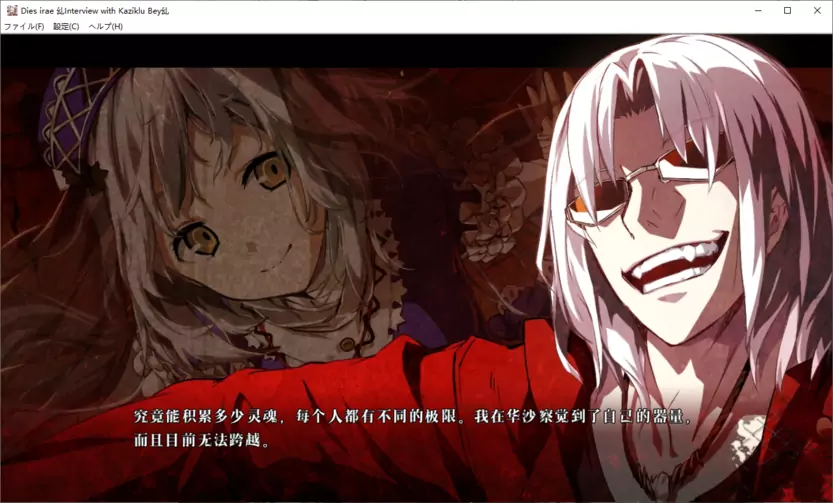 Dies irae 幺Interview with Kaziklu Bey幺
ファイル(F) 設定(C) ヘルプ(H)
究竟能积累多少灵魂，每个人都有不同的极限。我在华沙察觉到了自己的器量，
而且目前无法跨越。